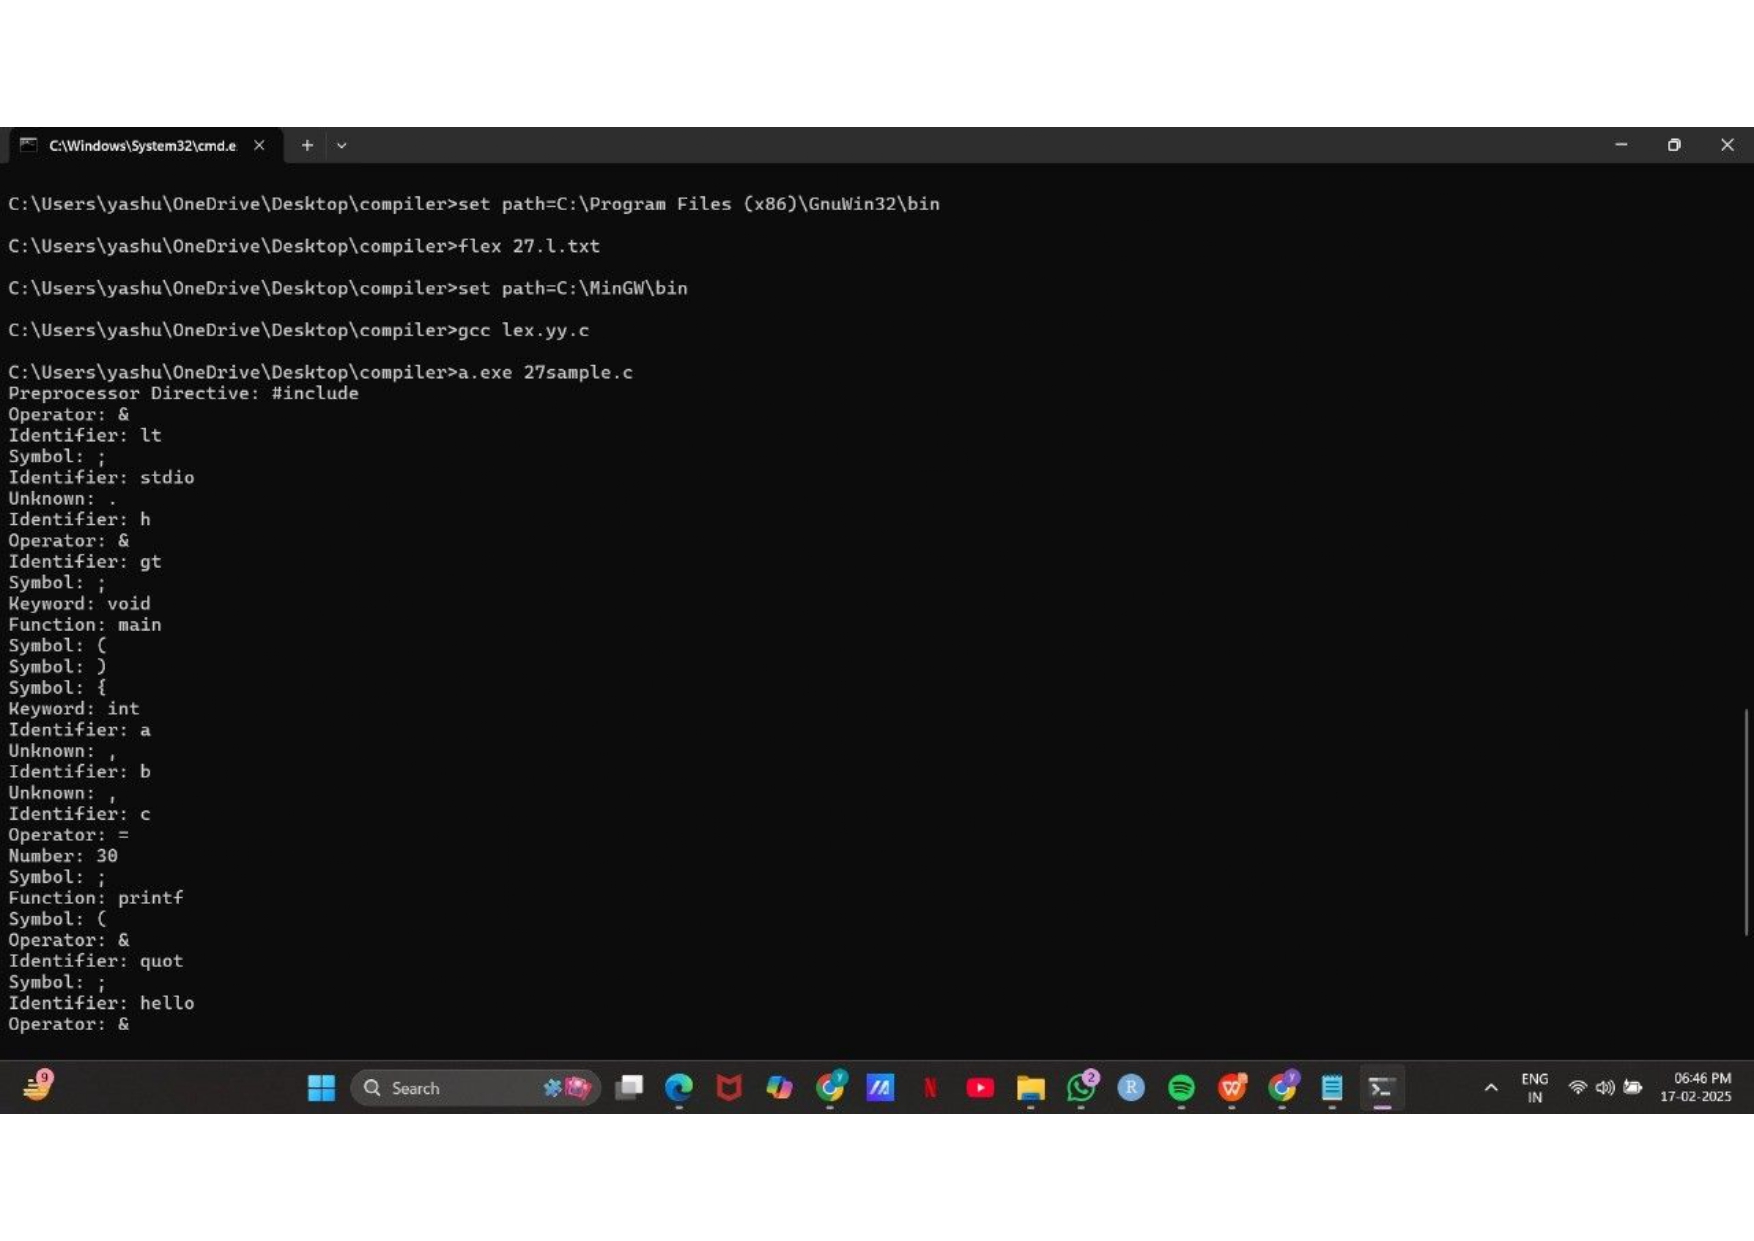 C:\Windows\System32\cmd.e
C:\Users\yashu\OneDrive\Desktop\compiler>set path=C:\Program Files (x86)\GnuWin32\bin
C:\Users\yashu\OneDrive\Desktop\compiler>flex 27.l.txt
C:\Users\yashu\OneDrive\Desktop\compiler>set path=C:\MinGW\bin
C:\Users\yashu\OneDrive\Desktop\compiler>gcc lex.yy.c
C:\Users\yashu\OneDrive\Desktop\compiler>a.exe 27sample.c
Preprocessor Directive: #include
Operator: &
Identifier: lt
Symbol: ;
Identifier: stdio
Unknown: .
Identifier: h
Operator: &
Identifier: gt
Symbol: ;
Keyword: void
Function: main
Symbol: (
Symbol: )
Symbol: {
Keyword: int
Identifier: a
Unknown: ,
Identifier: b
Unknown: ,
Identifier: c
Operator: =
Number: 30
Symbol: ;
Function: printf
Symbol: (
Operator: &
Identifier: quot
Symbol: ;
Identifier: hello
Operator: &
9
Search
y
N
2
R
W
y
ENG
IN
06:46 PM
17-02-2025